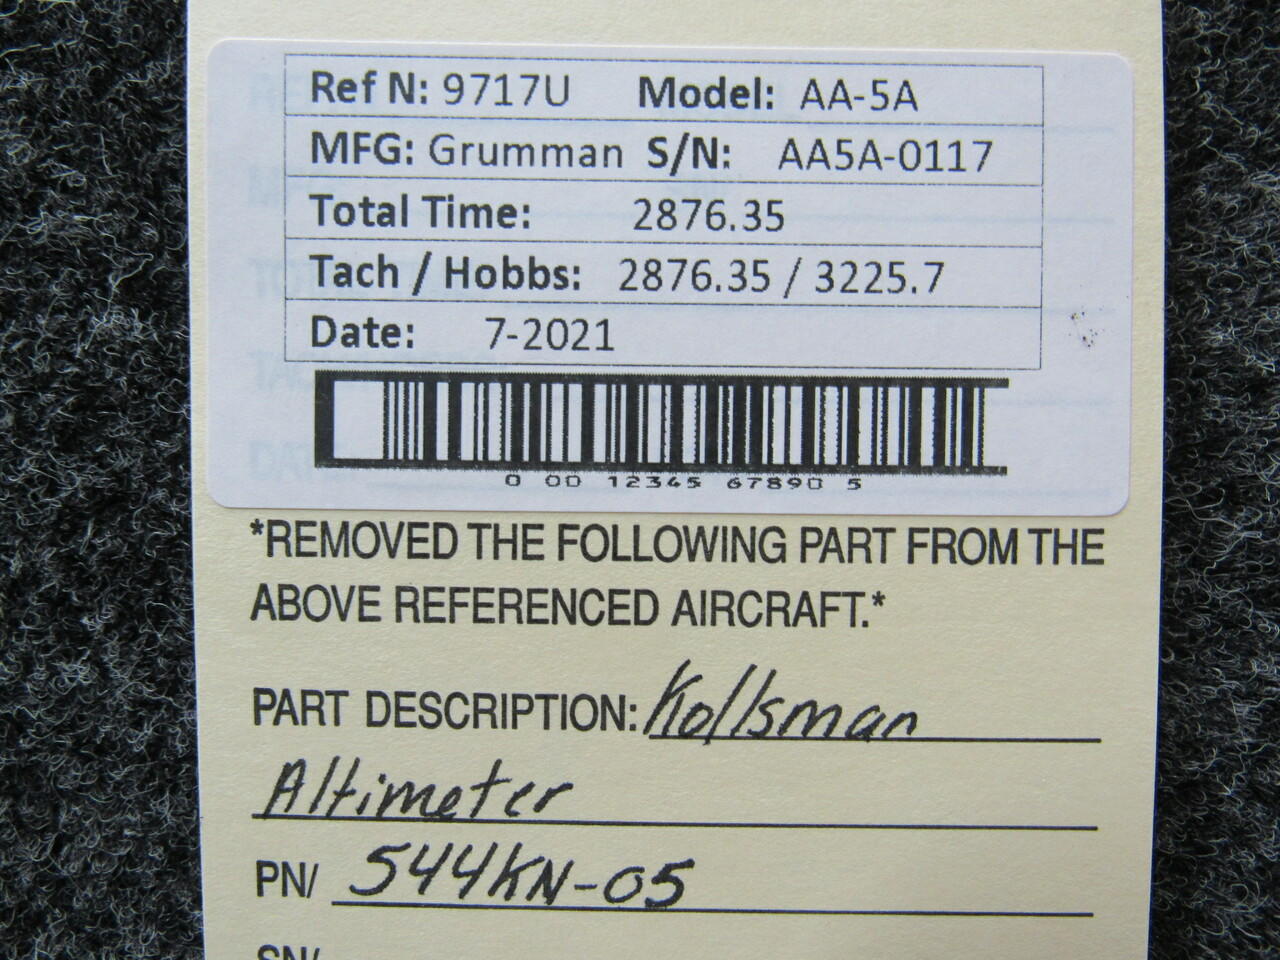 Ref N: 9717U Model: AA-5A
MFG: Grumman S/N: AA5A-0117
Total Time: 2876.35
Tach / Hobbs: 2876.35 / 3225.7
Date: 7-2021
0 00 12345 67890 5
*REMOVED THE FOLLOWING PART FROM THE
ABOVE REFERENCED AIRCRAFT.*
PART DESCRIPTION: Kollsman
Altimeter
PN/ 544KN-05
SN/